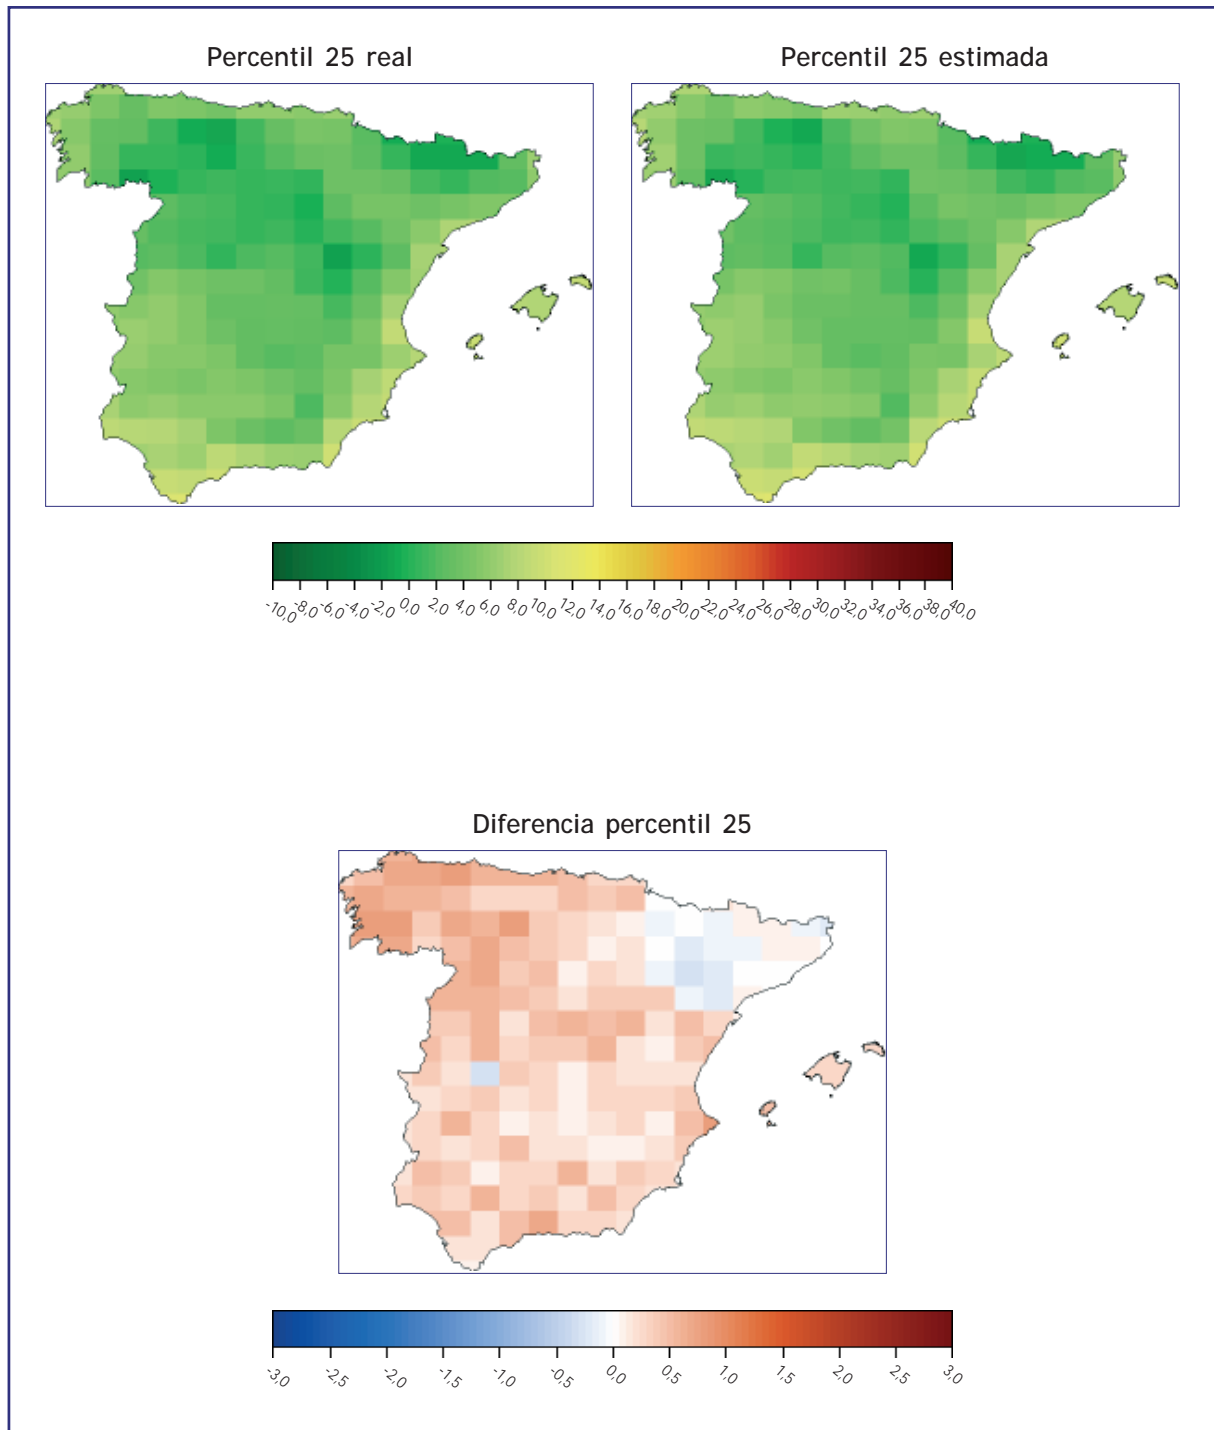 Percentil 25 real
Percentil 25 estimada
-10,0 -8,0 -6,0 -4,0 -2,0 0,0 2,0 4,0 6,0 8,0 10,0 12,0 14,0 16,0 18,0 20,0 22,0 24,0 26,0 28,0 30,0 32,0 34,0 36,0 38,0 40,0
Diferencia percentil 25
-3,0 -2,5 -2,0 -1,5 -1,0 -0,5 0,0 0,5 1,0 1,5 2,0 2,5 3,0